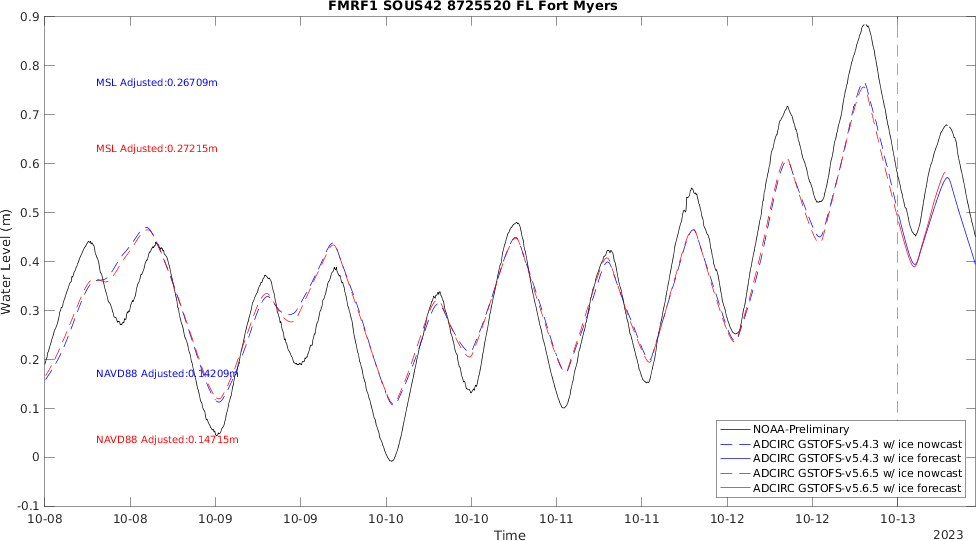 FMRF1 SOUS42 8725520 FL Fort Myers
0.9
0.8
0.7
0.6
0.5
0.4
0.3
0.2
0.1
0
-0.1
Water Level (m)
MSL Adjusted:0.26709m
MSL Adjusted:0.27215m
NAVD88 Adjusted:0.14209m
NAVD88 Adjusted:0.14715m
NOAA-Preliminary
ADCIRC GSTOFS-v5.4.3 w/ ice nowcast
ADCIRC GSTOFS-v5.4.3 w/ ice forecast
ADCIRC GSTOFS-v5.6.5 w/ ice nowcast
ADCIRC GSTOFS-v5.6.5 w/ ice forecast
10-08 10-08 10-09 10-09 10-10 10-10 10-11 10-11 10-12 10-12 10-13
Time
2023